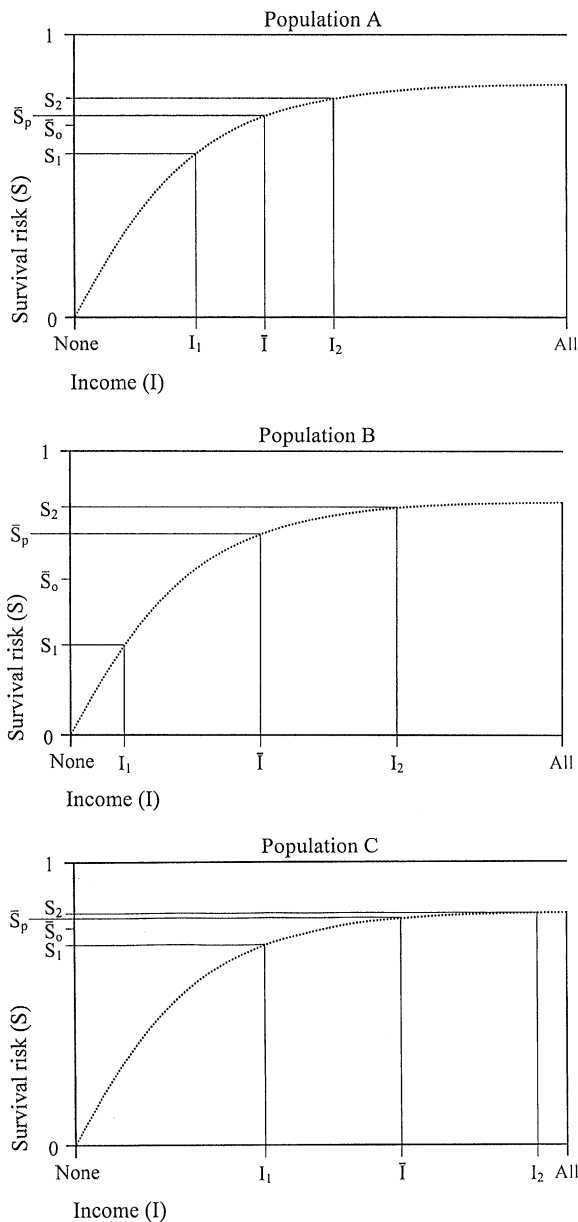 Population A
1
S₂
S̄ₚ
S̄ₒ
S₁
Survival risk (S)
0
None I₁ Ī I₂ All
Income (I)
Population B
1
S₂
S̄ₚ
S̄ₒ
S₁
Survival risk (S)
0
None I₁ Ī I₂ All
Income (I)
Population C
1
S₂
S̄ₚ
S̄ₒ
S₁
Survival risk (S)
0
None I₁ Ī I₂ All
Income (I)